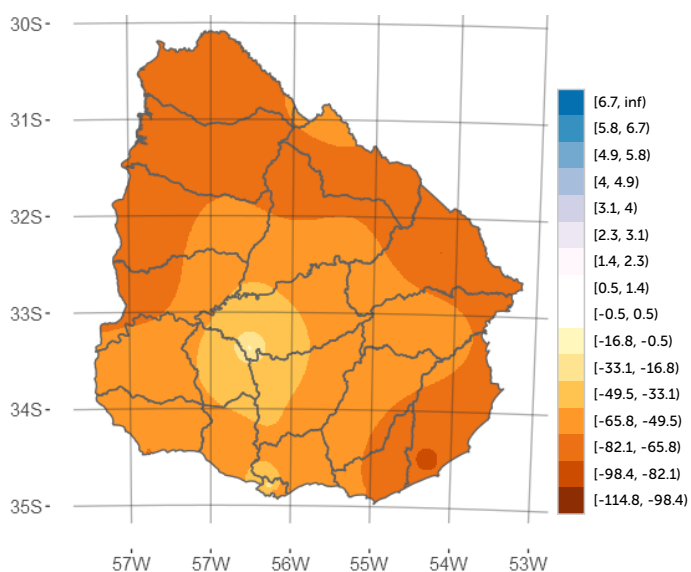 30S-
31S-
32S-
33S-
34S-
35S-
57W
57W
56W
55W
54W
53W
[6.7, inf)
[5.8, 6.7)
[4.9, 5.8)
[4, 4.9)
[3.1, 4)
[2.3, 3.1)
[1.4, 2.3)
[0.5, 1.4)
[-0.5, 0.5)
[-16.8, -0.5)
[-33.1, -16.8)
[-49.5, -33.1)
[-65.8, -49.5)
[-82.1, -65.8)
[-98.4, -82.1)
[-114.8, -98.4)